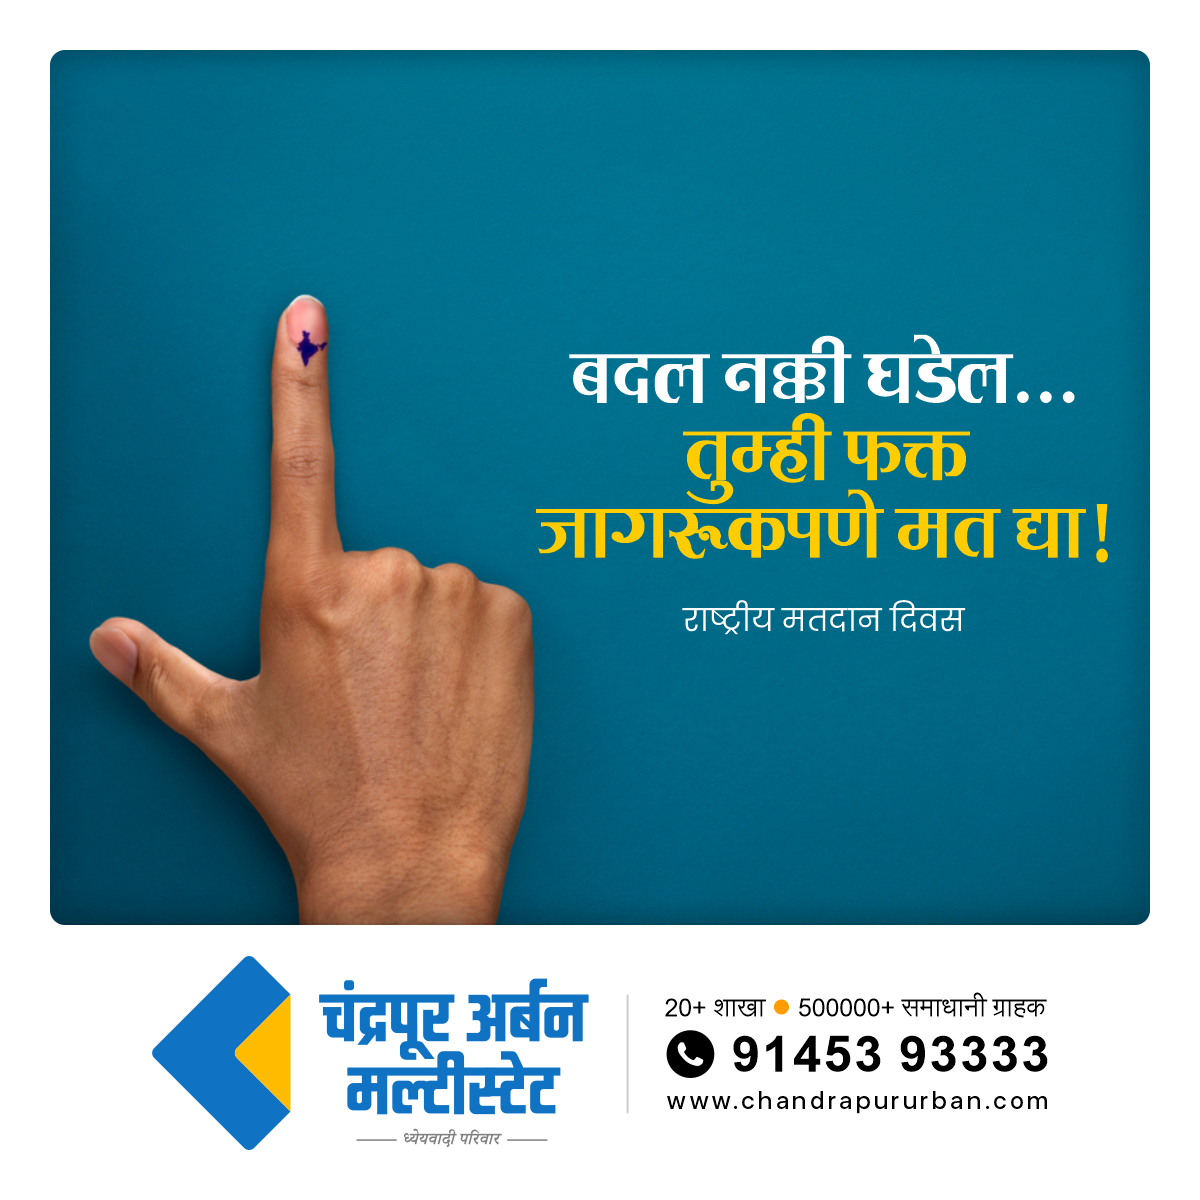 बदल नक्की घडेल...
तुम्ही फक्त
जागरूकपणे मत द्या!
राष्ट्रीय मतदान दिवस
चंद्रपूर अर्बन
मल्टीस्टेट
ध्येयवादी परिवार
20+ शाखा ● 500000+ समाधानी ग्राहक
91453 93333
www.chandrapururban.com